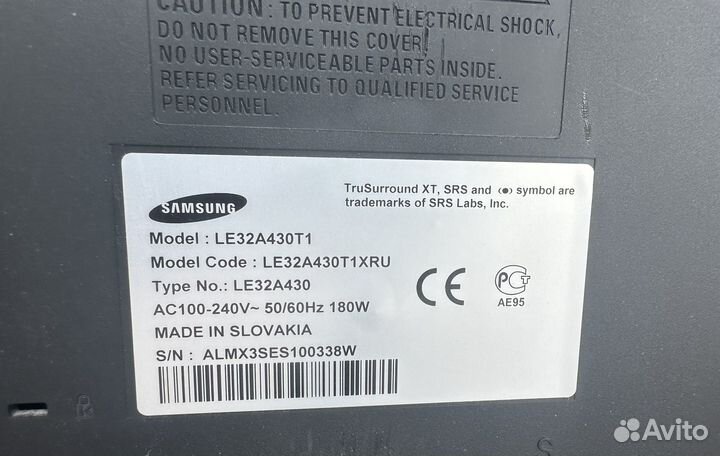 CAUTION: TO PREVENT ELECTRICAL SHOCK,
DO NOT REMOVE THIS COVER!
NO USER-SERVICEABLE PARTS INSIDE.
REFER SERVICING TO QUALIFIED SERVICE
PERSONNEL.
SAMSUNG
TruSurround XT, SRS and (●) symbol are
trademarks of SRS Labs, Inc.
Model : LE32A430T1
Model Code : LE32A430T1XRU
Type No.: LE32A430
AC100-240V~ 50/60Hz 180W
MADE IN SLOVAKIA
S/N : ALMX3SES100338W
CE
PCT
AE95
R
S
Avito